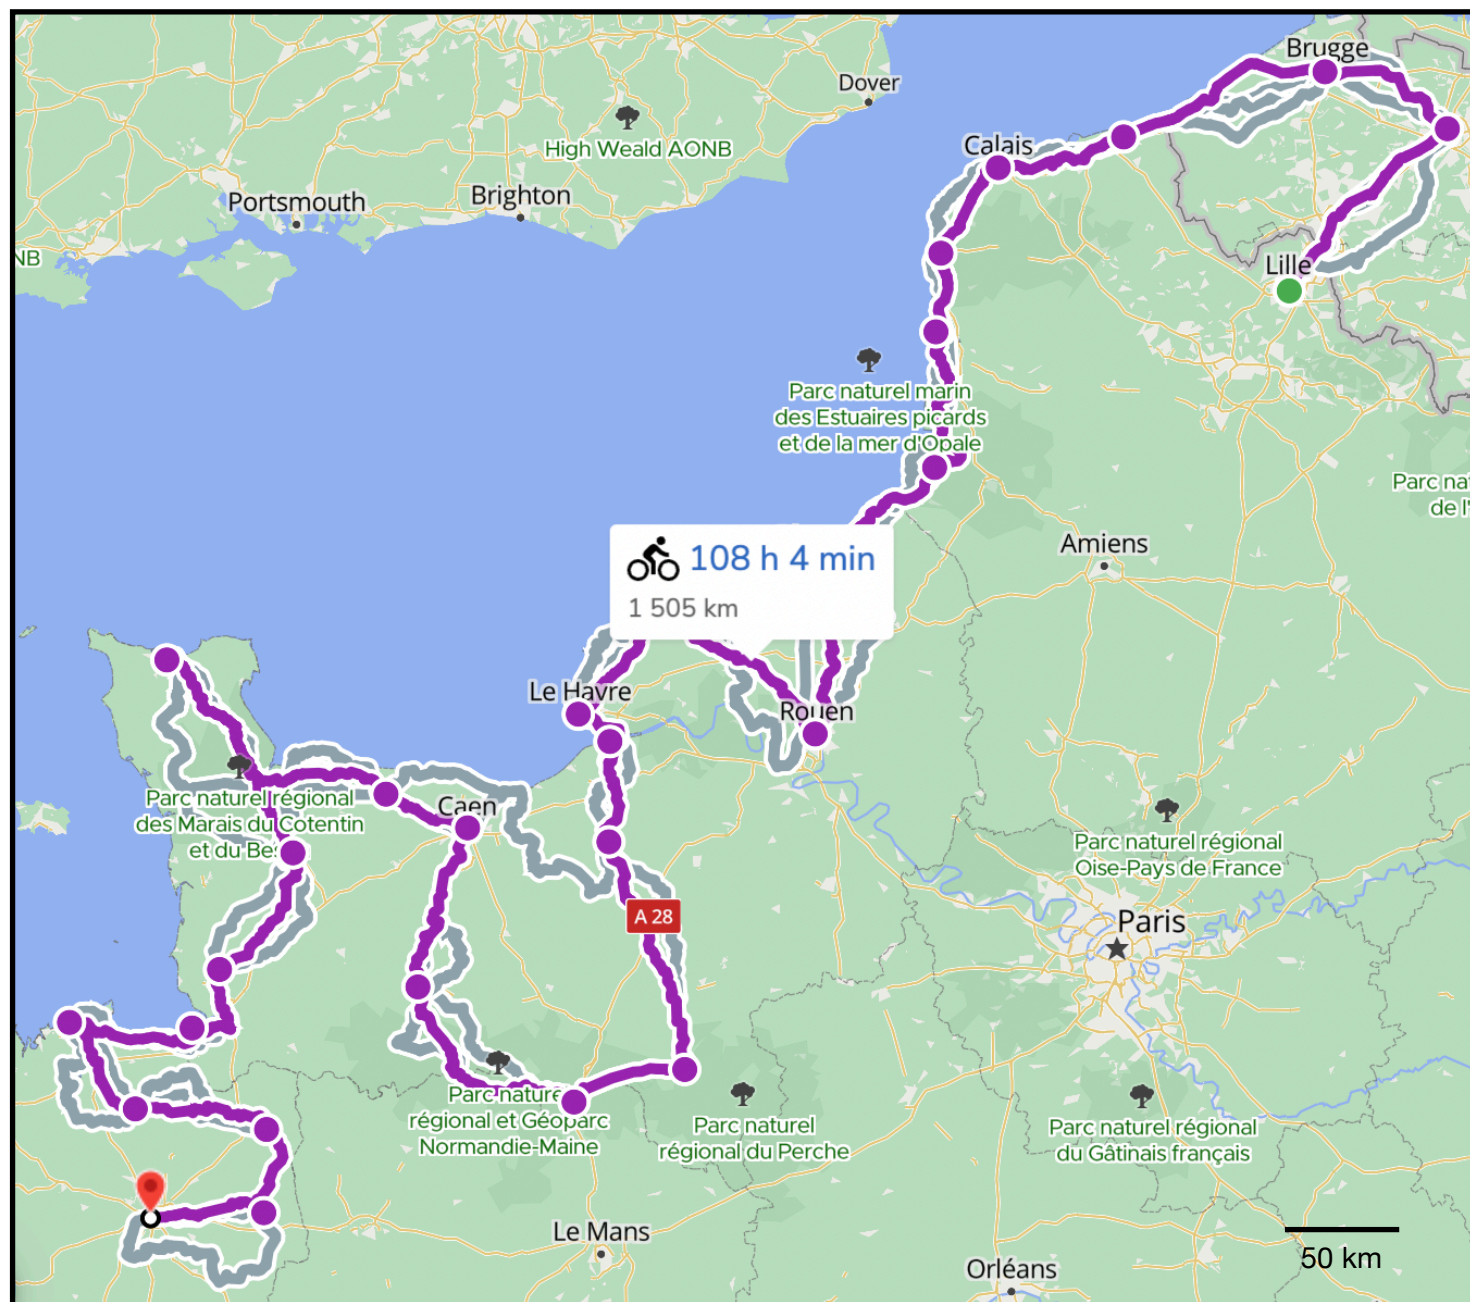 Brugge
Dover
Calais
High Weald AONB
Portsmouth
Brighton
NB
Lille
Parc naturel marin
des Estuaires picards
et de la mer d'Opale
Parc na
de l'
108 h 4 min
1 505 km
Amiens
Le Havre
Rouen
Parc naturel régional
des Marais du Cotentin
et du Bes
Caen
Parc naturel régional
Oise-Pays de France
A 28
Paris
Parc nature
régional et Géoparc
Normandie-Maine
Parc naturel
régional du Perche
Parc naturel régional
du Gâtinais français
Le Mans
50 km
Orléans